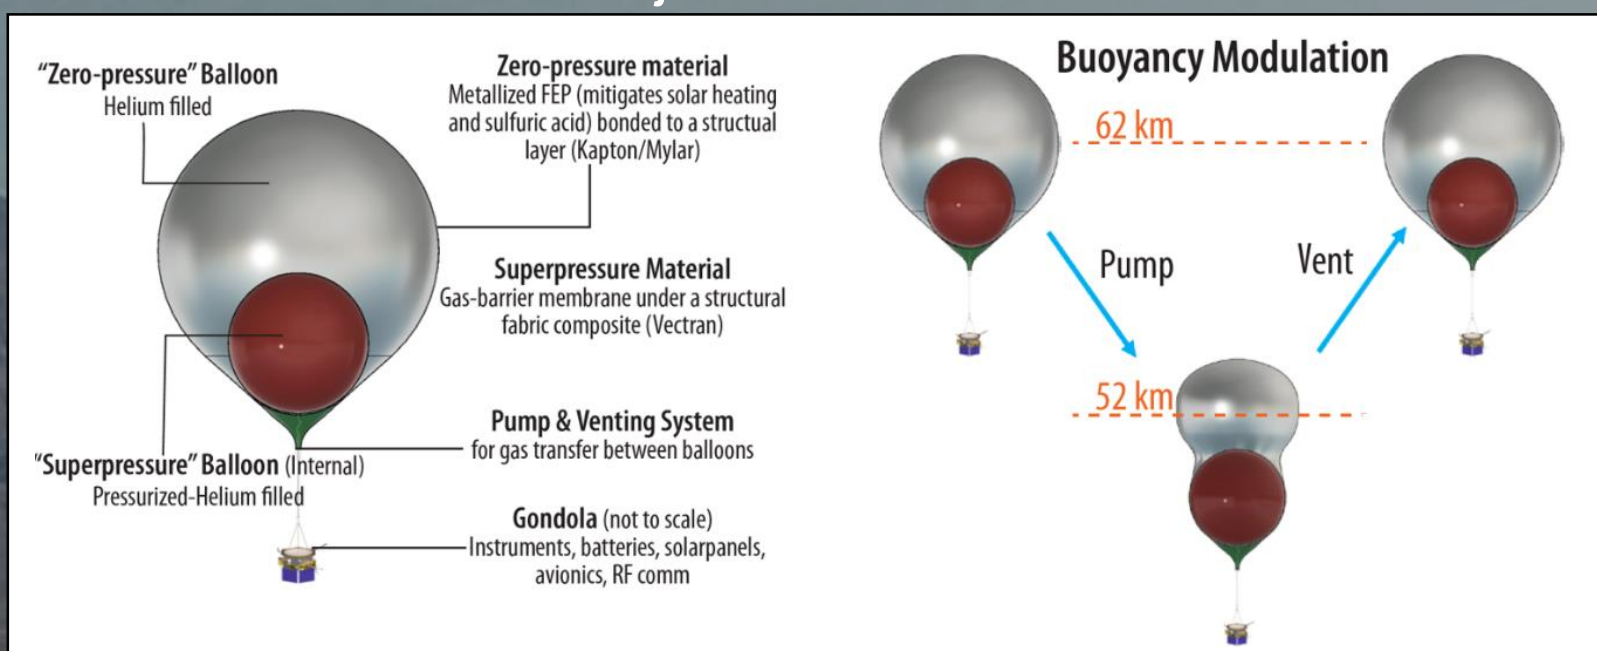 "Zero-pressure" Balloon
Helium filled
Zero-pressure material
Metallized FEP (mitigates solar heating
and sulfuric acid) bonded to a structual
layer (Kapton/Mylar)
Superpressure Material
Gas-barrier membrane under a structural
fabric composite (Vectran)
Pump & Venting System
for gas transfer between balloons
"Superpressure" Balloon (Internal)
Pressurized-Helium filled
Gondola (not to scale)
Instruments, batteries, solarpanels,
avionics, RF comm
Buoyancy Modulation
62 km
Pump
Vent
52 km